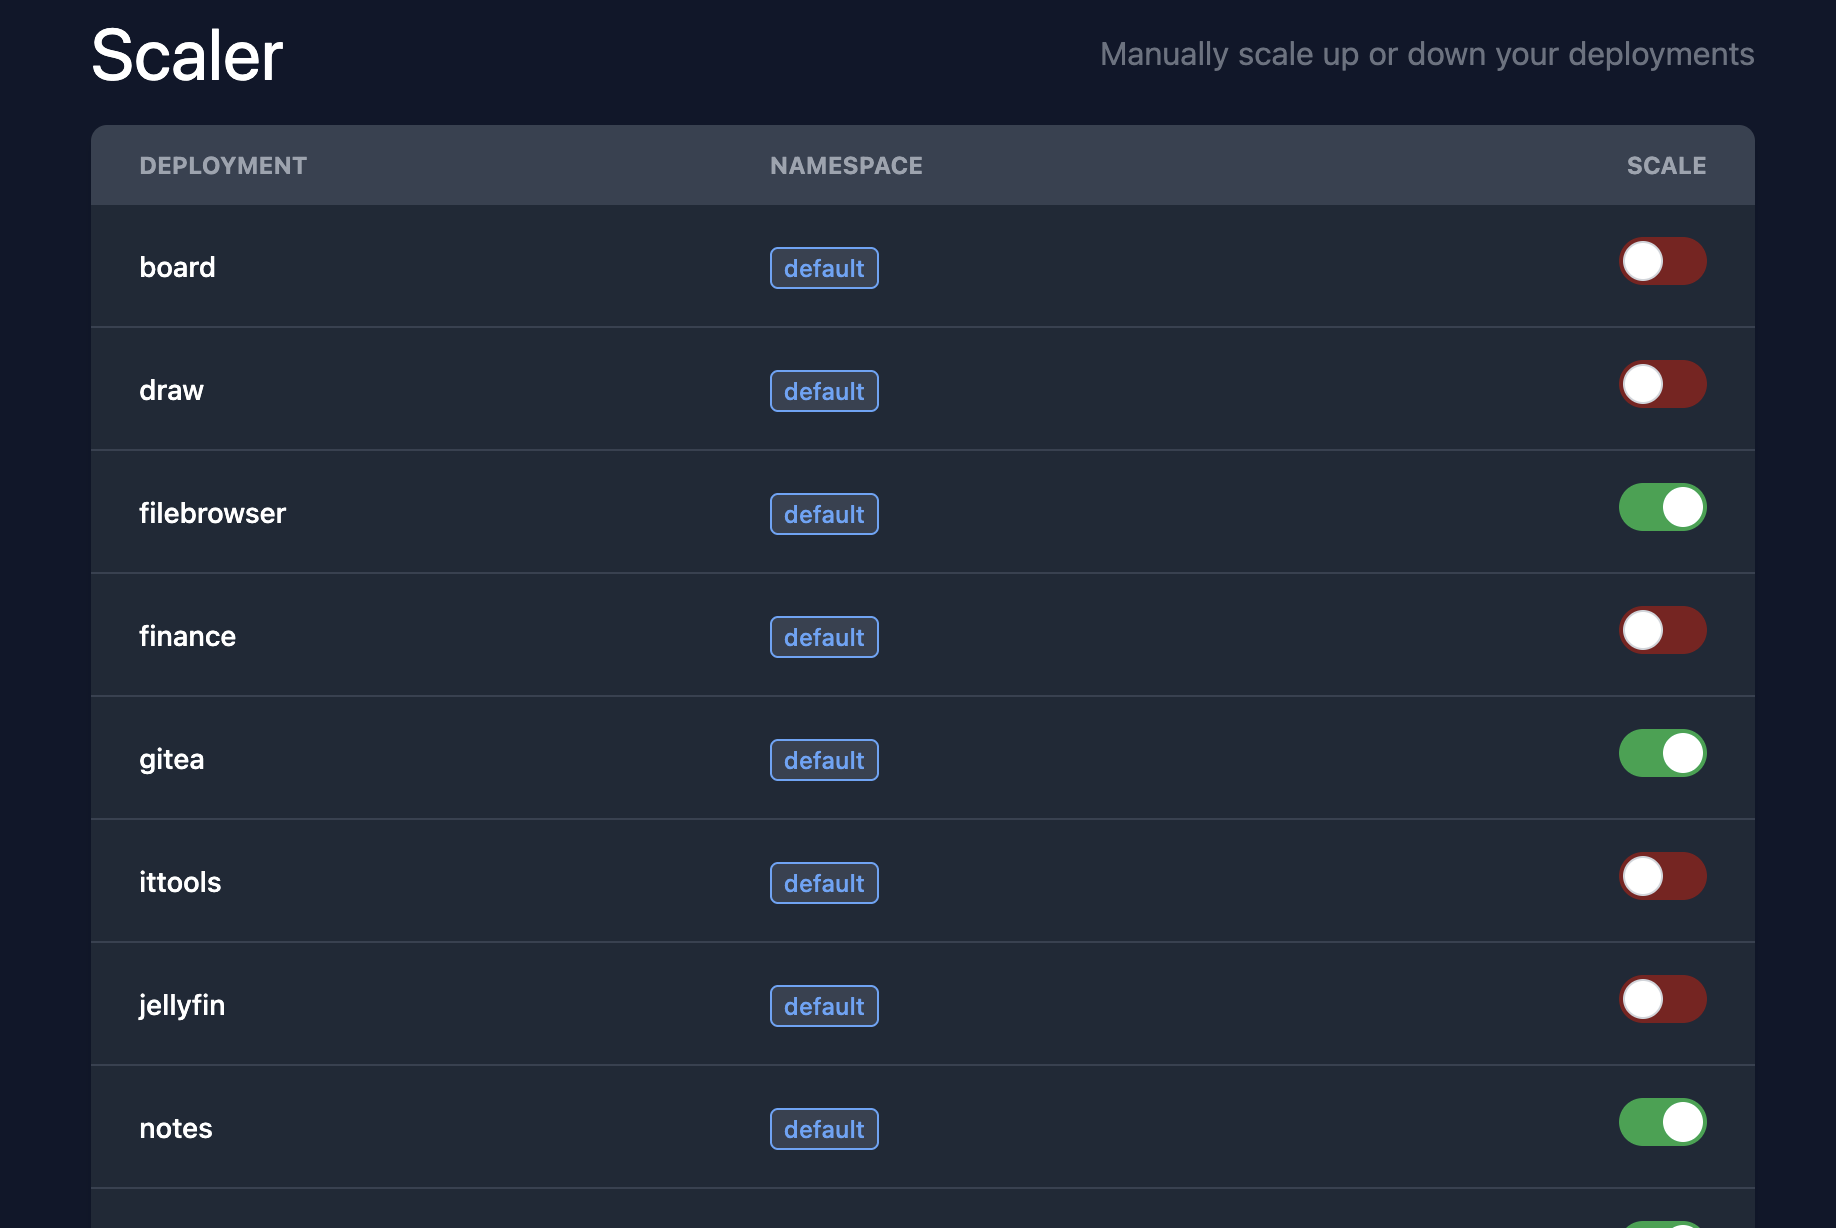 Scaler
Manually scale up or down your deployments
DEPLOYMENT NAMESPACE SCALE
board default
draw default
filebrowser default
finance default
gitea default
ittools default
jellyfin default
notes default